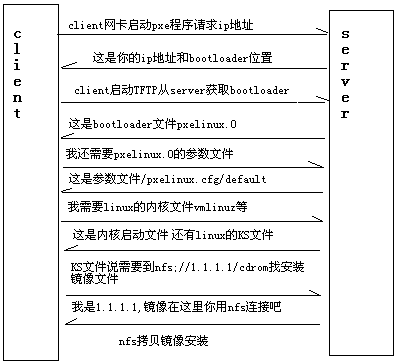 client
server
client网卡启动pxe程序请求ip地址
这是你的ip地址和bootloader位置
client启动TFTP从server获取bootloader
这是bootloader文件pxelinux.0
我还需要pxelinux.0的参数文件
这是参数文件/pxelinux.cfg/default
我需要linux的内核文件vmlinuz等
这是内核启动文件 还有linux的KS文件
KS文件说需要到nfs;//1.1.1.1/cdrom找安装
镜像文件
我是1.1.1.1,镜像在这里你用nfs连接吧
nfs拷贝镜像安装